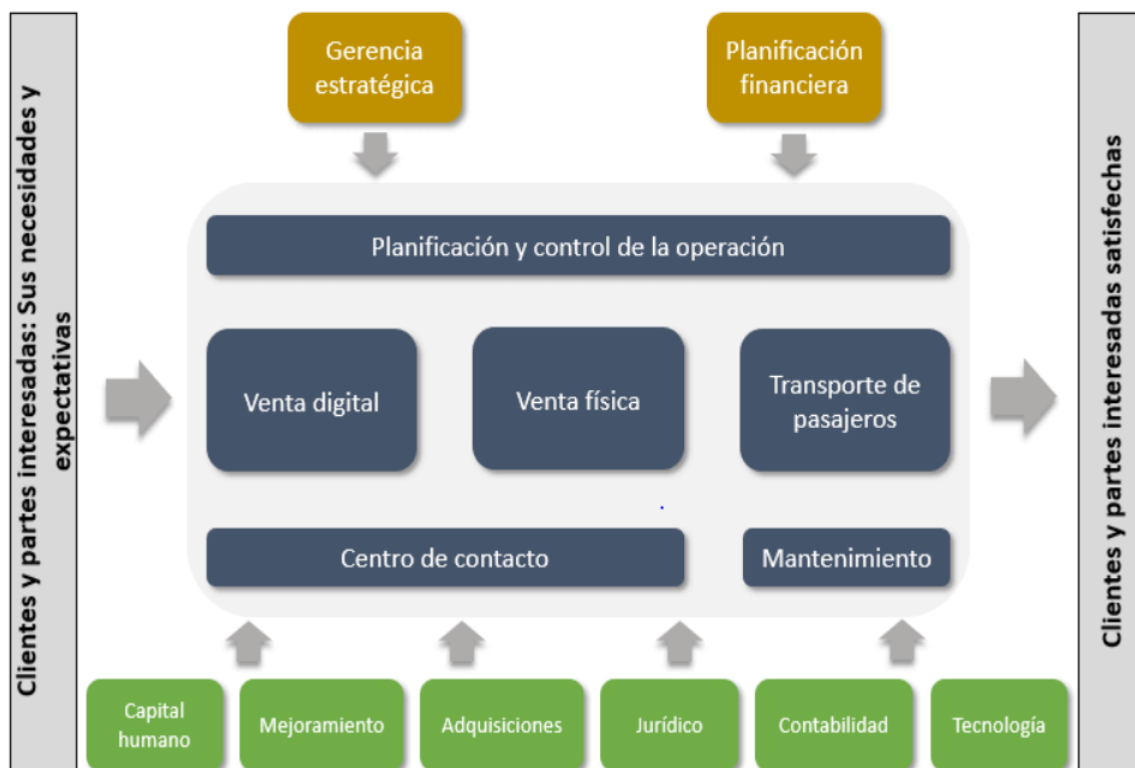 Clientes y partes interesadas: Sus necesidades y
expectativas
Gerencia
estratégica
Planificación
financiera
Planificación y control de la operación
Venta digital
Venta física
Transporte de
pasajeros
Centro de contacto
Mantenimiento
Capital
humano
Mejoramiento
Adquisiciones
Jurídico
Contabilidad
Tecnología
Clientes y partes interesadas satisfechas